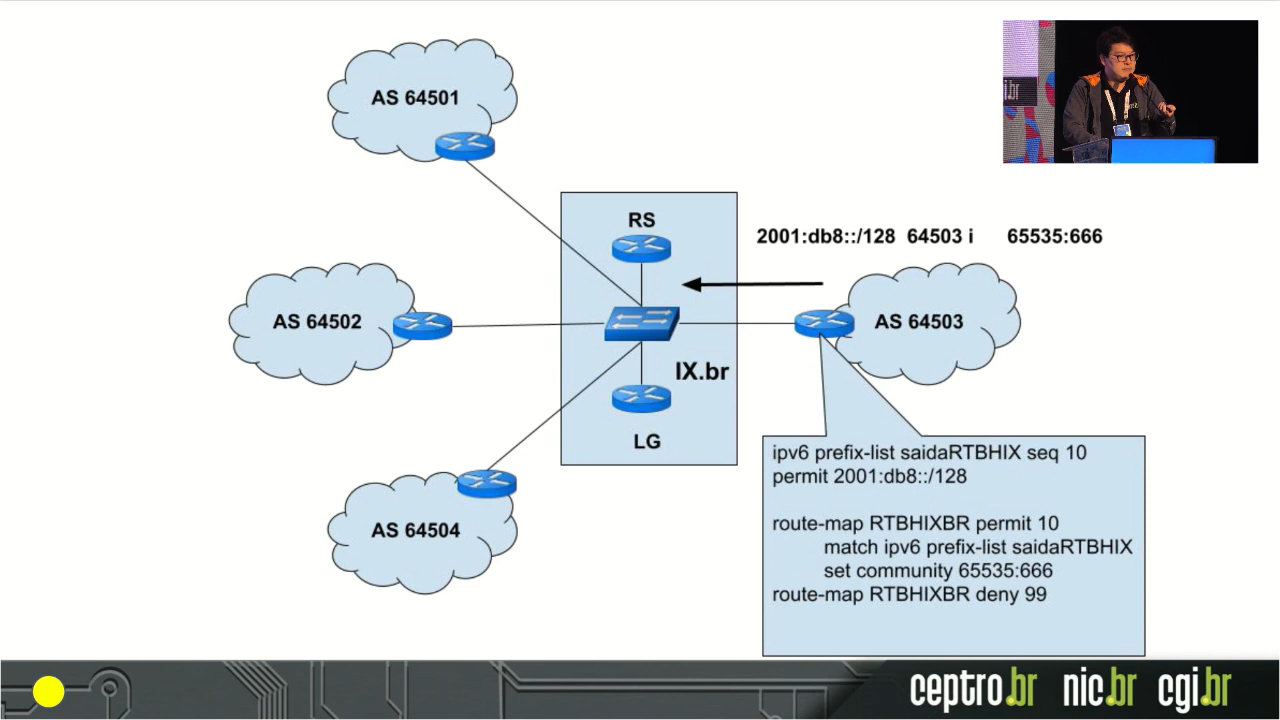 AS 64501
i.br
RS
2001:db8::/128 64503 i 65535:666
AS 64502
AS 64503
IX.br
LG
AS 64504
ipv6 prefix-list saidaRTBHIX seq 10
permit 2001:db8::/128
route-map RTBHIXBR permit 10
match ipv6 prefix-list saidaRTBHIX
set community 65535:666
route-map RTBHIXBR deny 99
ceptro.br nic.br cgi.br